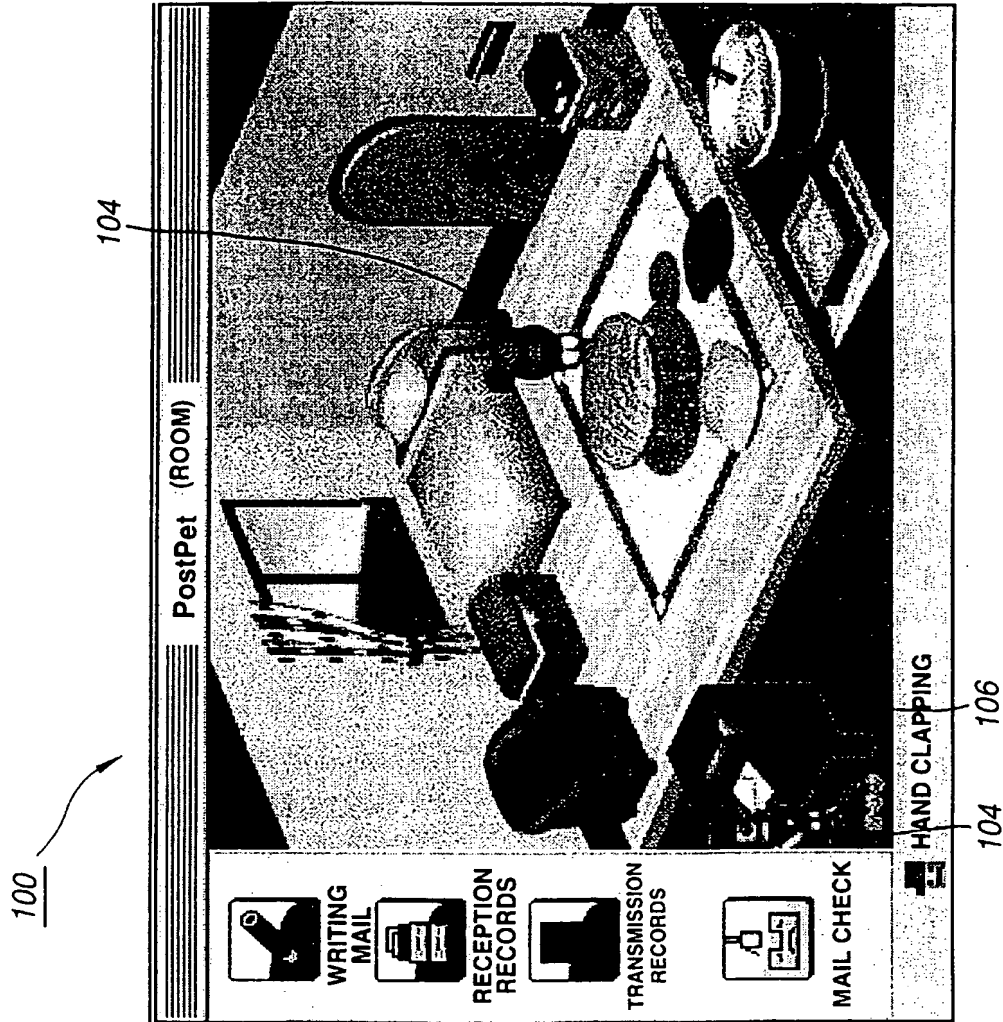 100
PostPet (ROOM)
104
WRITING
MAIL
RECEPTION
RECORDS
TRANSMISSION
RECORDS
MAIL CHECK
HAND CLAPPING
104
106